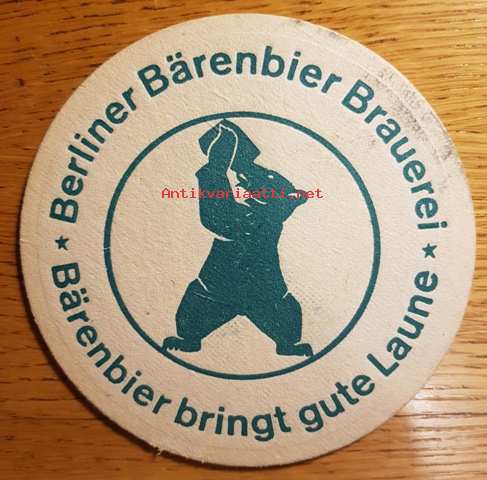 Berliner Bärenbier Brauerei
Antikvariaatti.net
* Bärenbier bringt gute Laune *